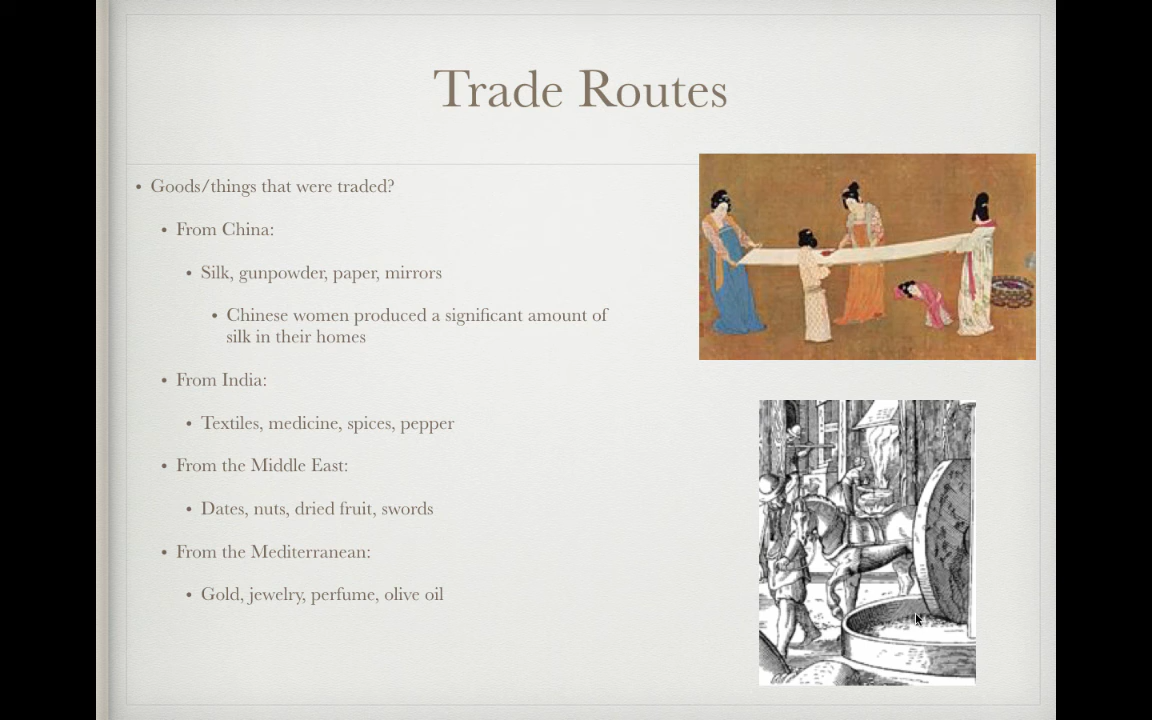 Trade Routes
• Goods/things that were traded?
• From China:
• Silk, gunpowder, paper, mirrors
• Chinese women produced a significant amount of
silk in their homes
• From India:
• Textiles, medicine, spices, pepper
• From the Middle East:
• Dates, nuts, dried fruit, swords
• From the Mediterranean:
• Gold, jewelry, perfume, olive oil